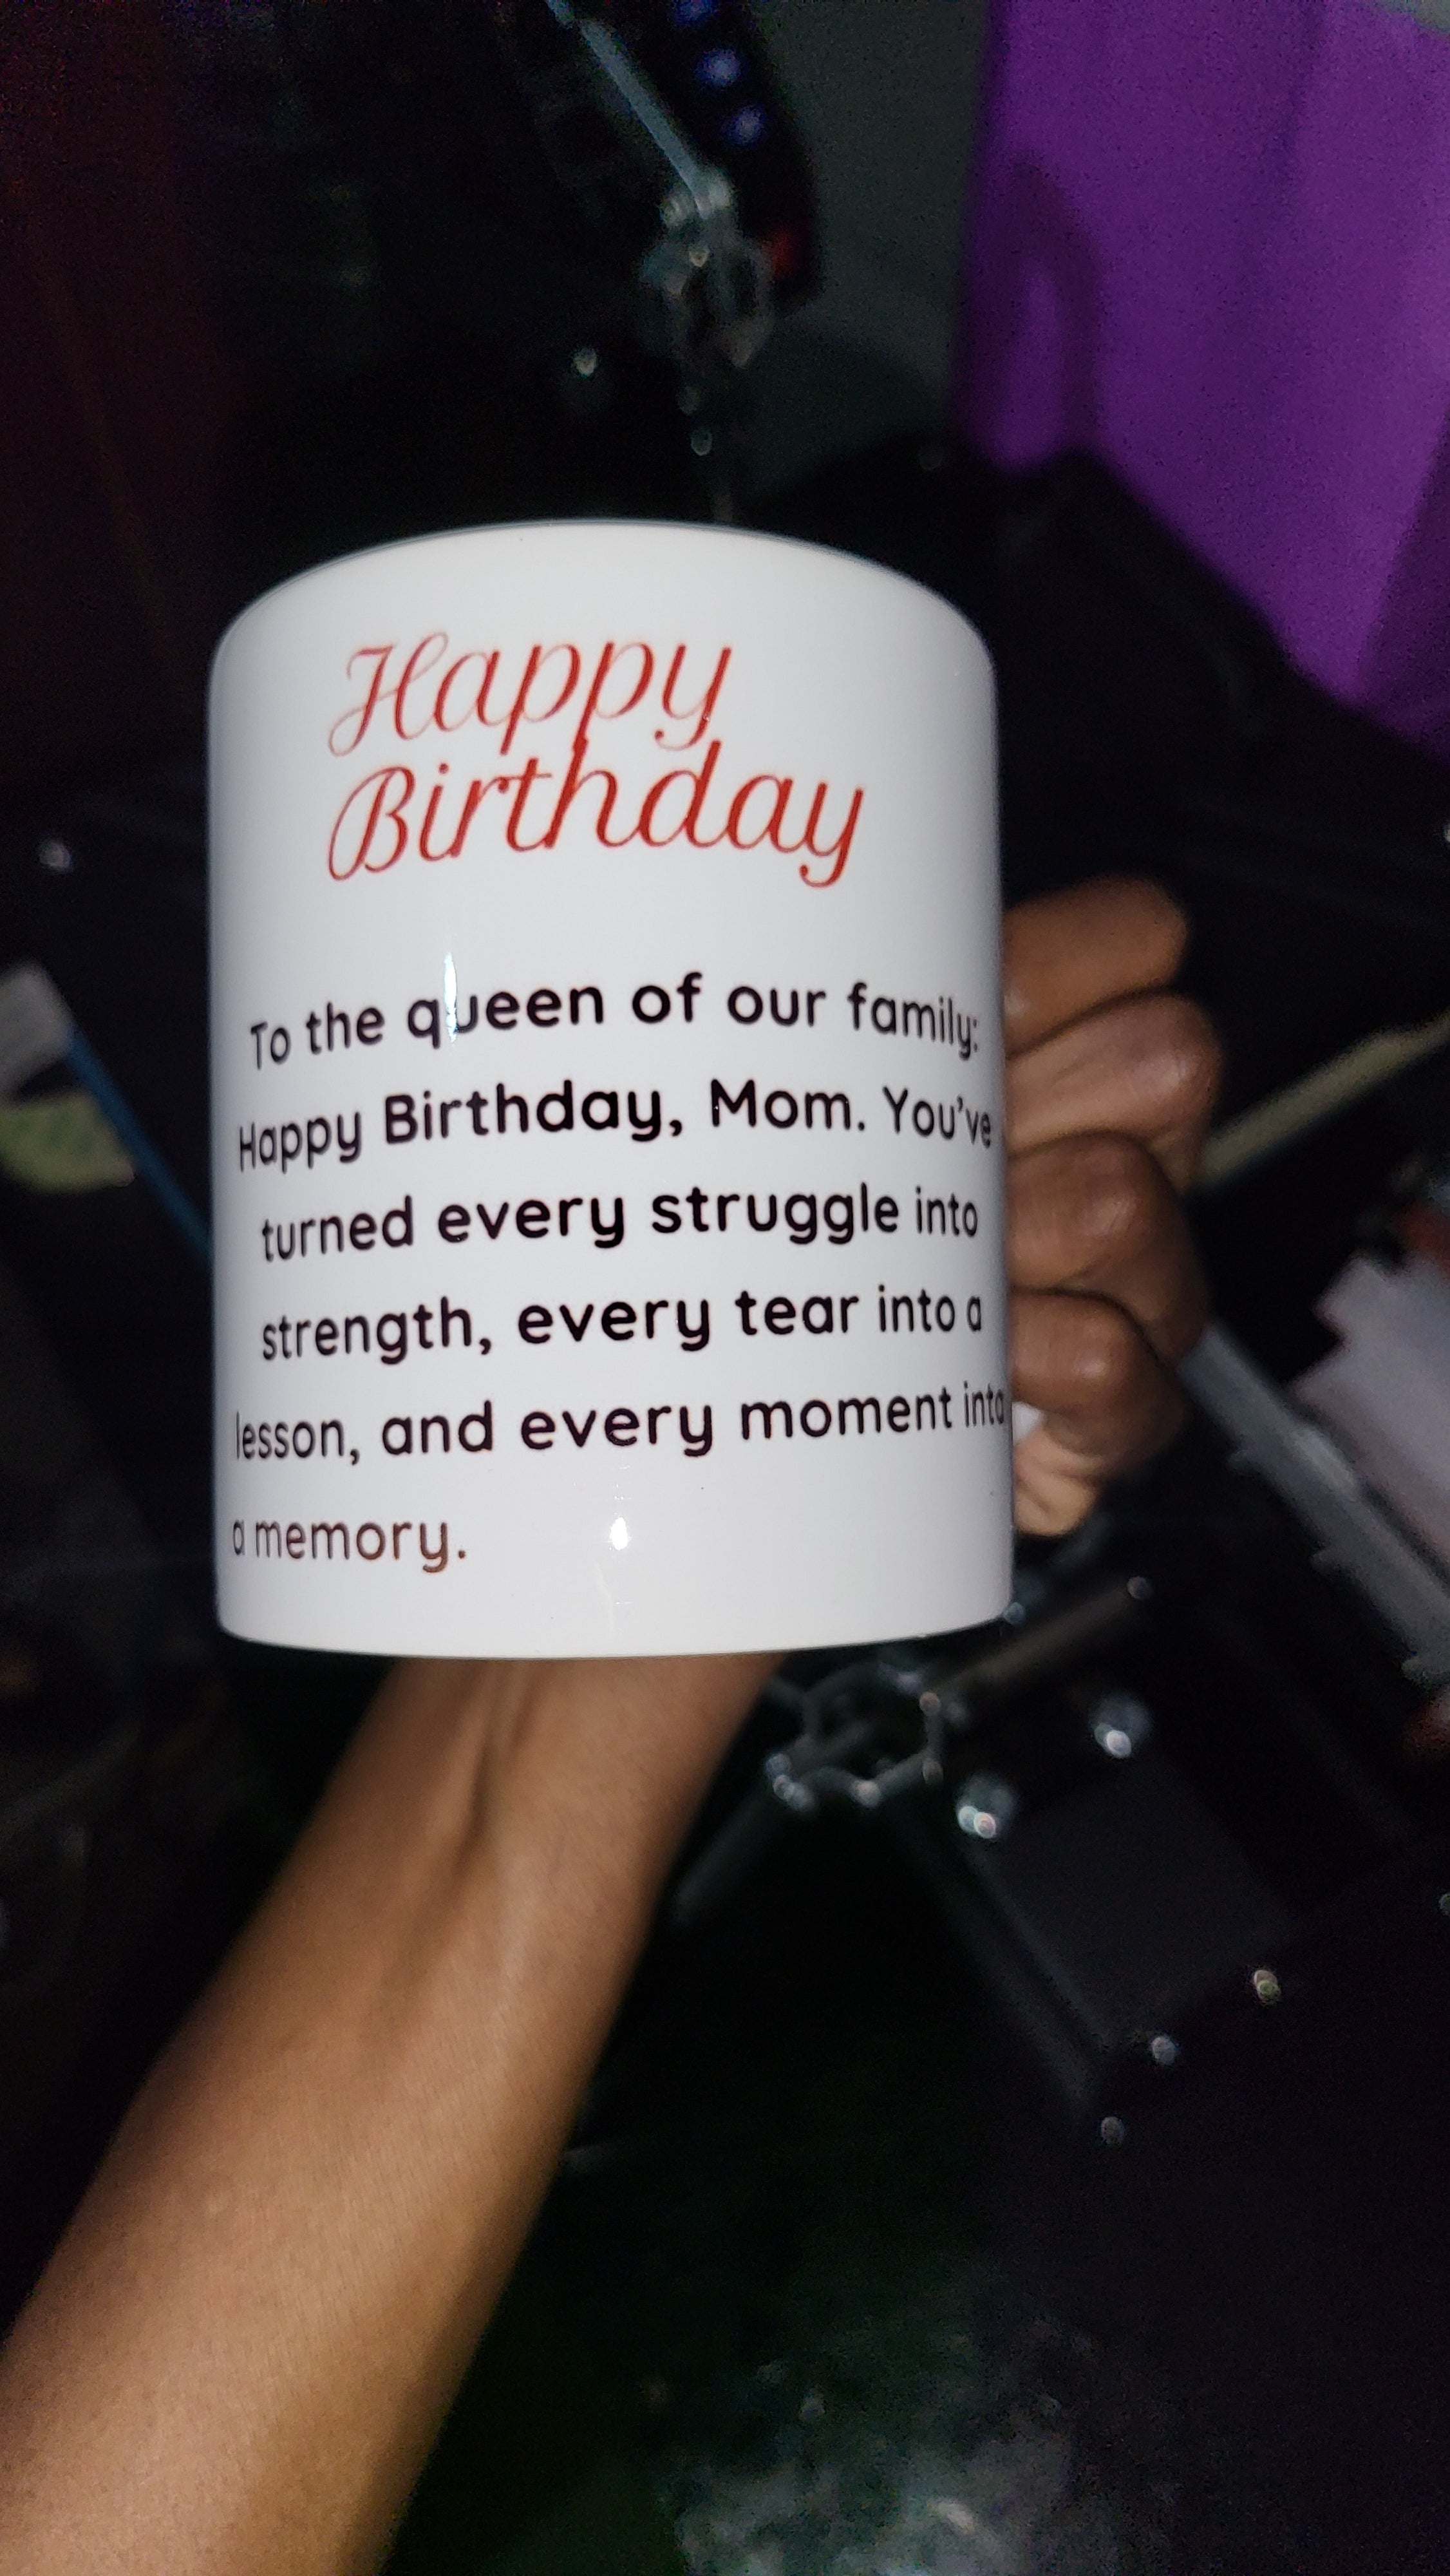 Happy
Birthday
To the queen of our family:
Happy Birthday, Mom. You've
turned every struggle into
strength, every tear into a
lesson, and every moment into
a memory.